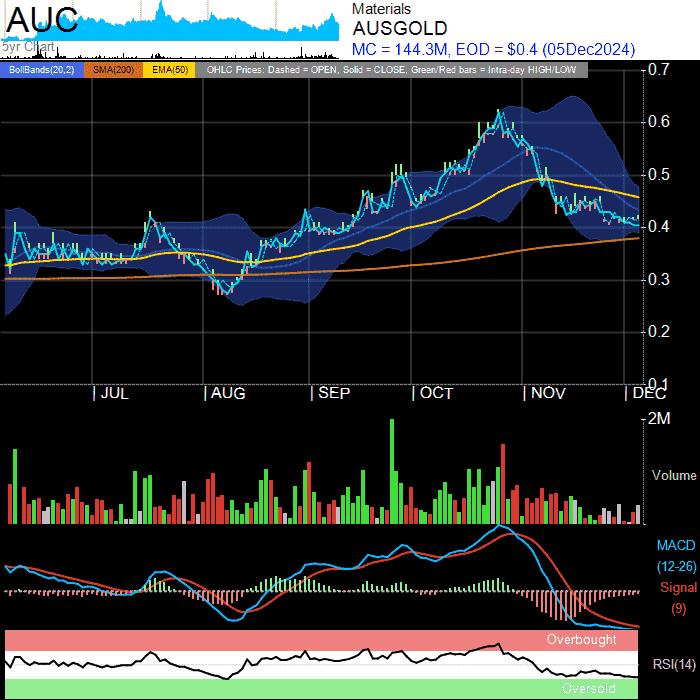 AUC
5yr Chart
Materials
AUSGOLD
MC = 144.3M, EOD = $0.4 (05Dec2024)
BollBands(20,2) SMA(200) EMA(50) OHLC Prices: Dashed = OPEN, Solid = CLOSE, Green/Red bars = Intra-day HIGH/LOW
0.7
0.6
0.5
0.4
0.3
0.2
0.1
JUL AUG SEP OCT NOV DEC
2M
Volume
MACD
(12-26)
Signal
(9)
Overbought
RSI(14)
Oversold